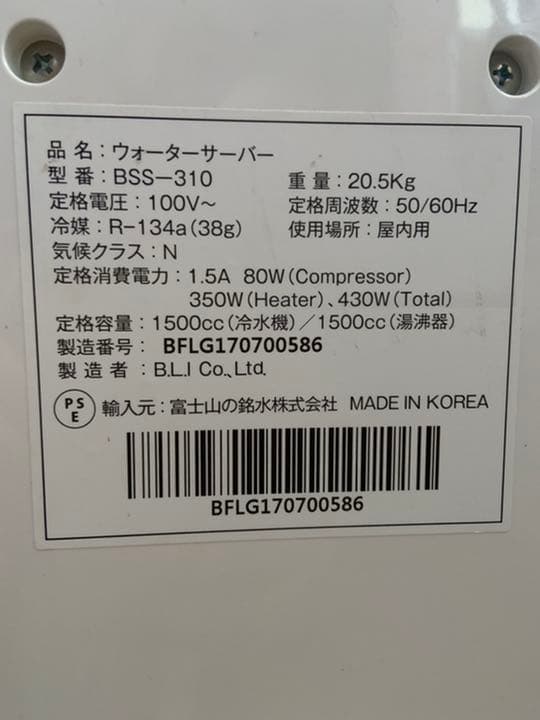 品 名：ウォーターサーバー
型 番：BSS-310 重 量：20.5Kg
定格電圧：100V～ 定格周波数：50/60Hz
冷媒：R-134a(38g) 使用場所：屋内用
気候クラス：N
定格消費電力：1.5A 80W(Compressor)
350W(Heater)、430W(Total)
定格容量：1500cc(冷水機)／1500cc(湯沸器)
製造番号： BFLG170700586
製 造 者：B.L.I Co.,Ltd.
PSE 輸入元：富士山の銘水株式会社 MADE IN KOREA
BFLG170700586